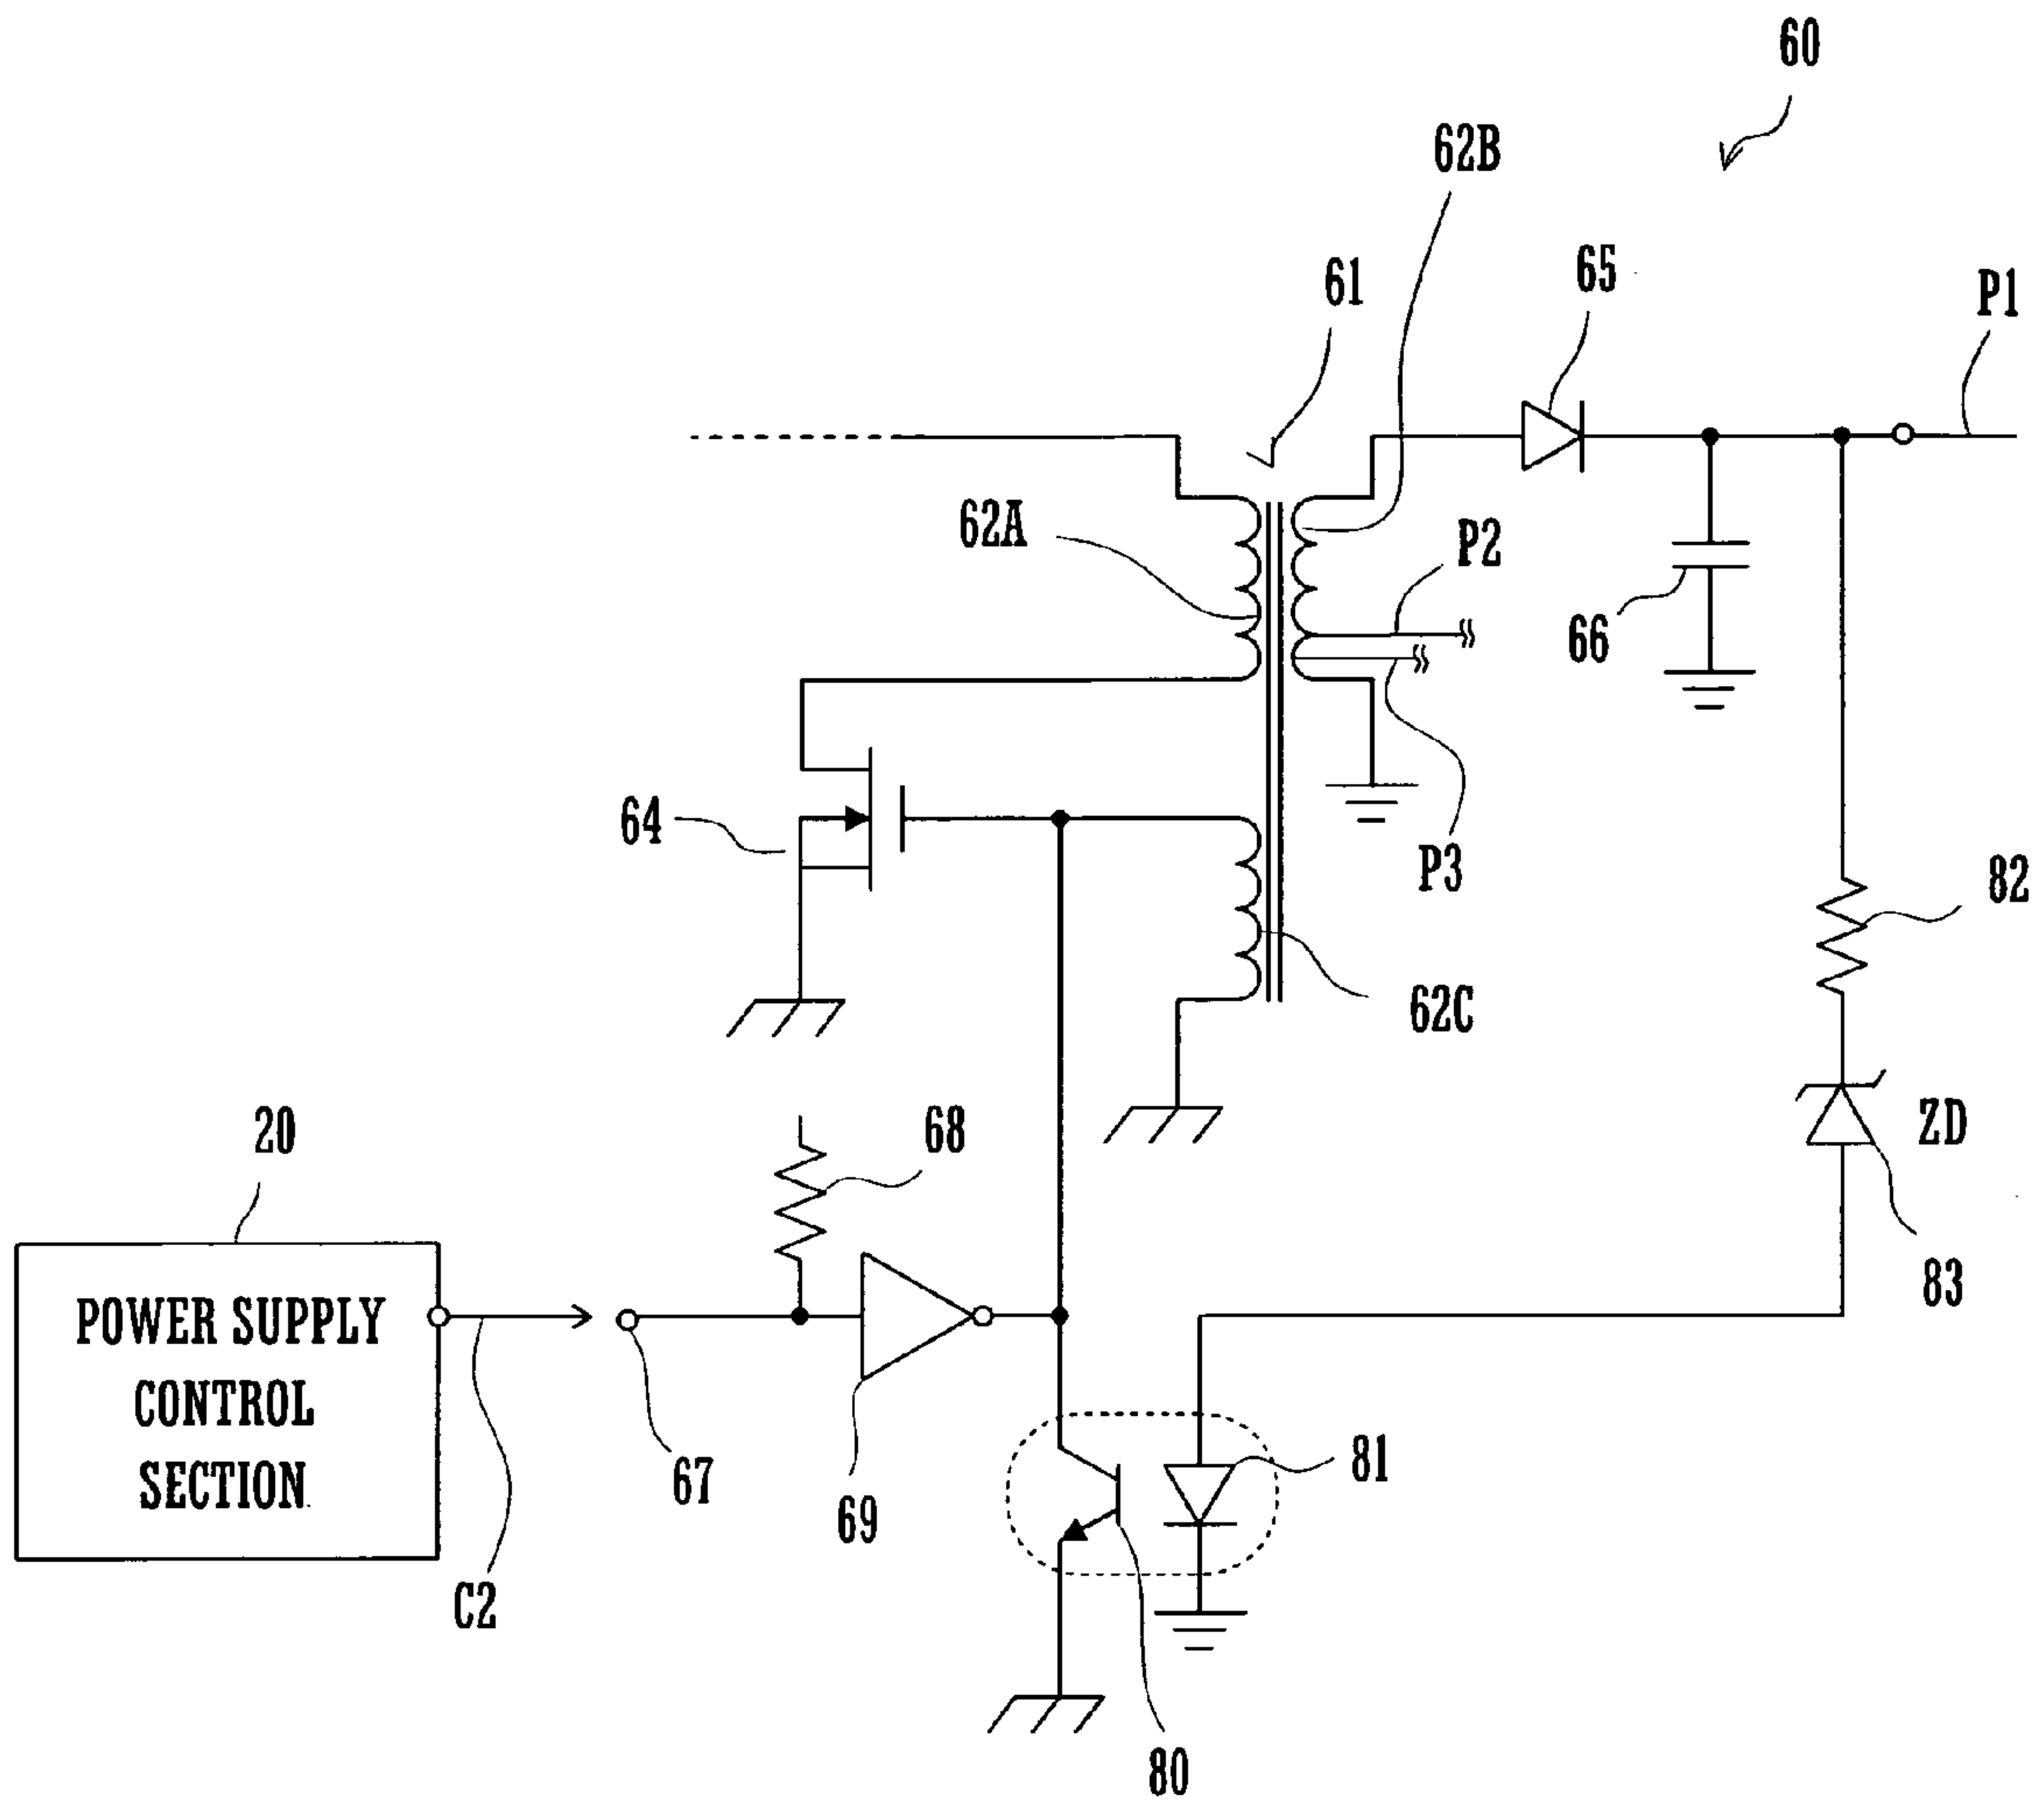 60
62B
65
61
P1
62A
P2
66
64
P3
82
62C
20
68
ZD
83
POWER SUPPLY
CONTROL
SECTION
67
81
69
C2
80